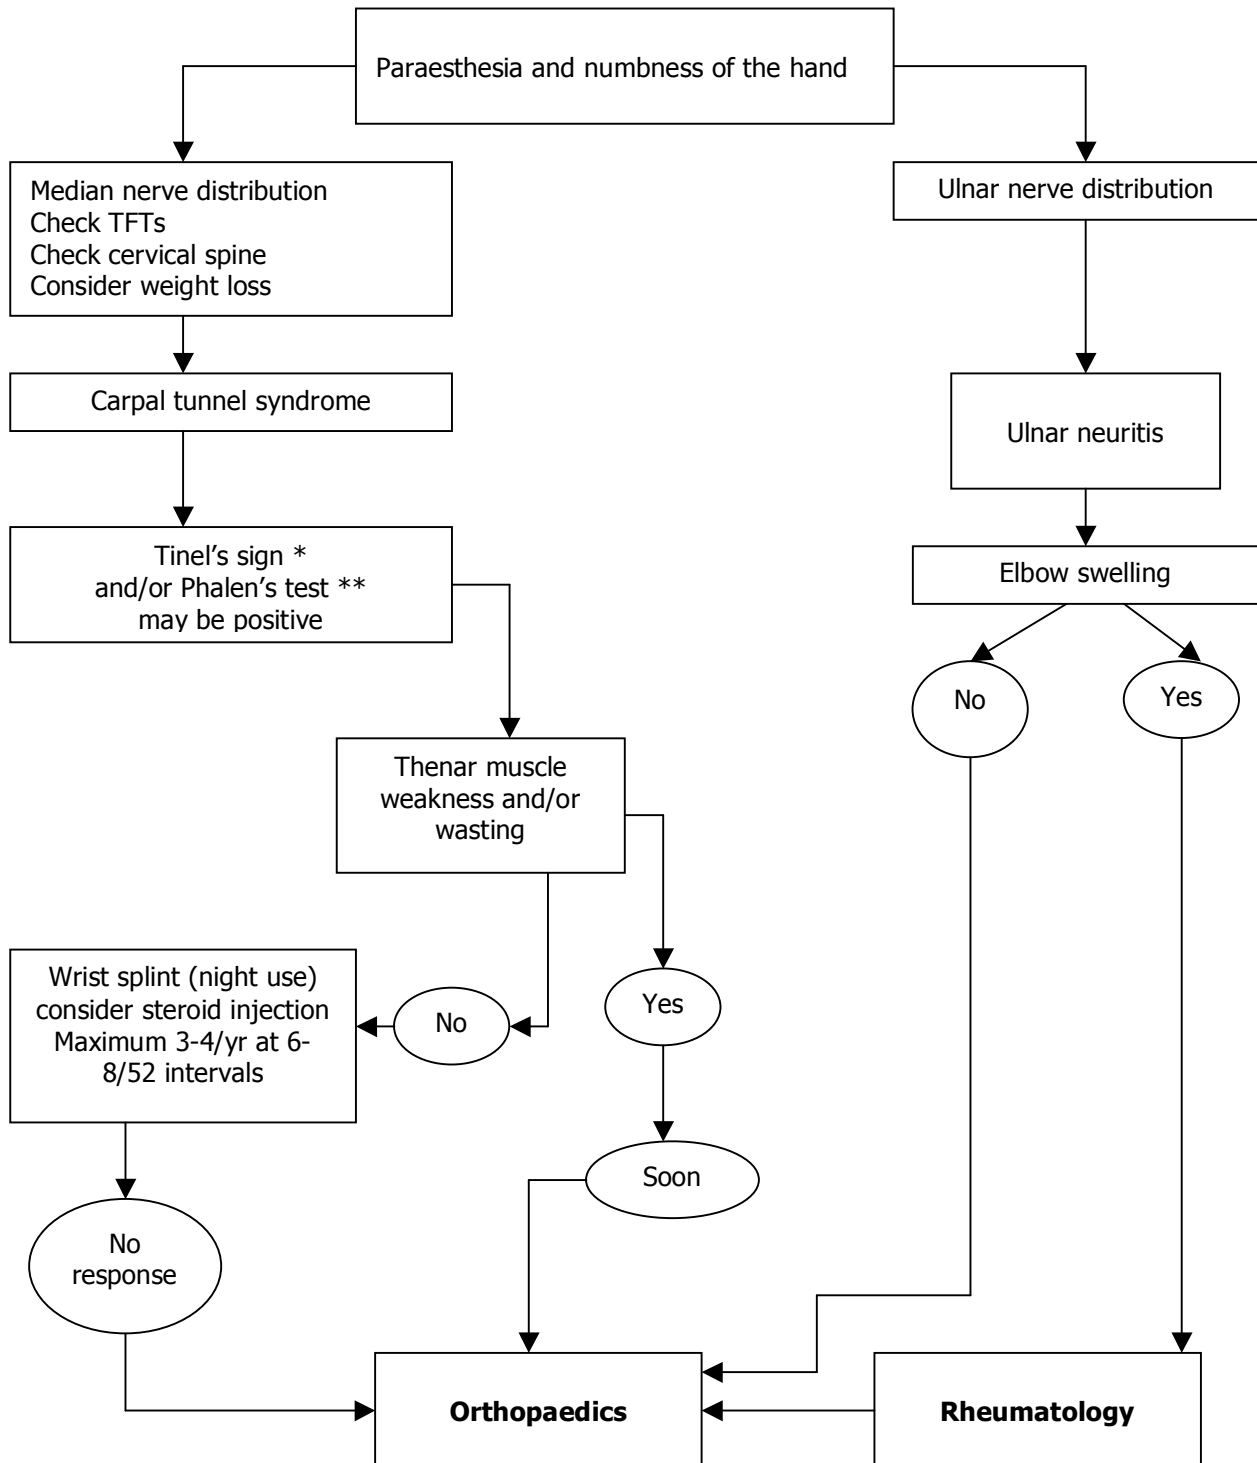 Paraesthesia and numbness of the hand
Median nerve distribution
Check TFTs
Check cervical spine
Consider weight loss
Ulnar nerve distribution
Carpal tunnel syndrome
Ulnar neuritis
Tinel's sign *
and/or Phalen's test **
may be positive
Elbow swelling
No
Yes
Thenar muscle
weakness and/or
wasting
Wrist splint (night use)
consider steroid injection
Maximum 3-4/yr at 6-
8/52 intervals
No
Yes
Soon
No
response
Orthopaedics
Rheumatology